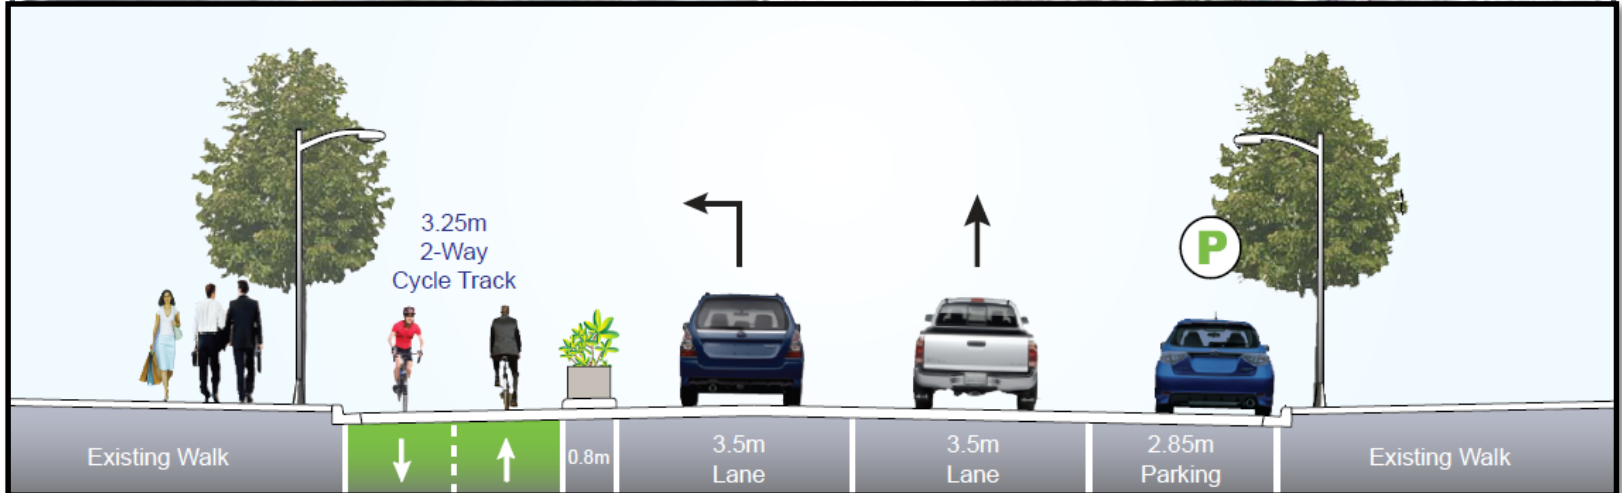 3.25m
2-Way
Cycle Track
P
Existing Walk
0.8m
3.5m
Lane
3.5m
Lane
2.85m
Parking
Existing Walk